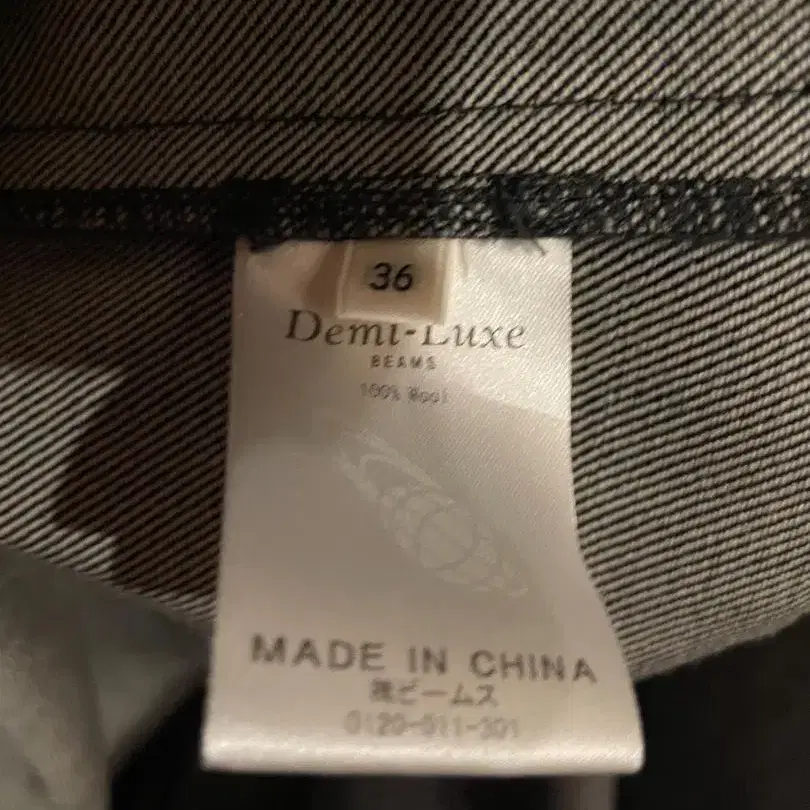 36
Demi-Luxe
BEAMS
100% Wool
MADE IN CHINA
㈱ビームス
0120-011-301